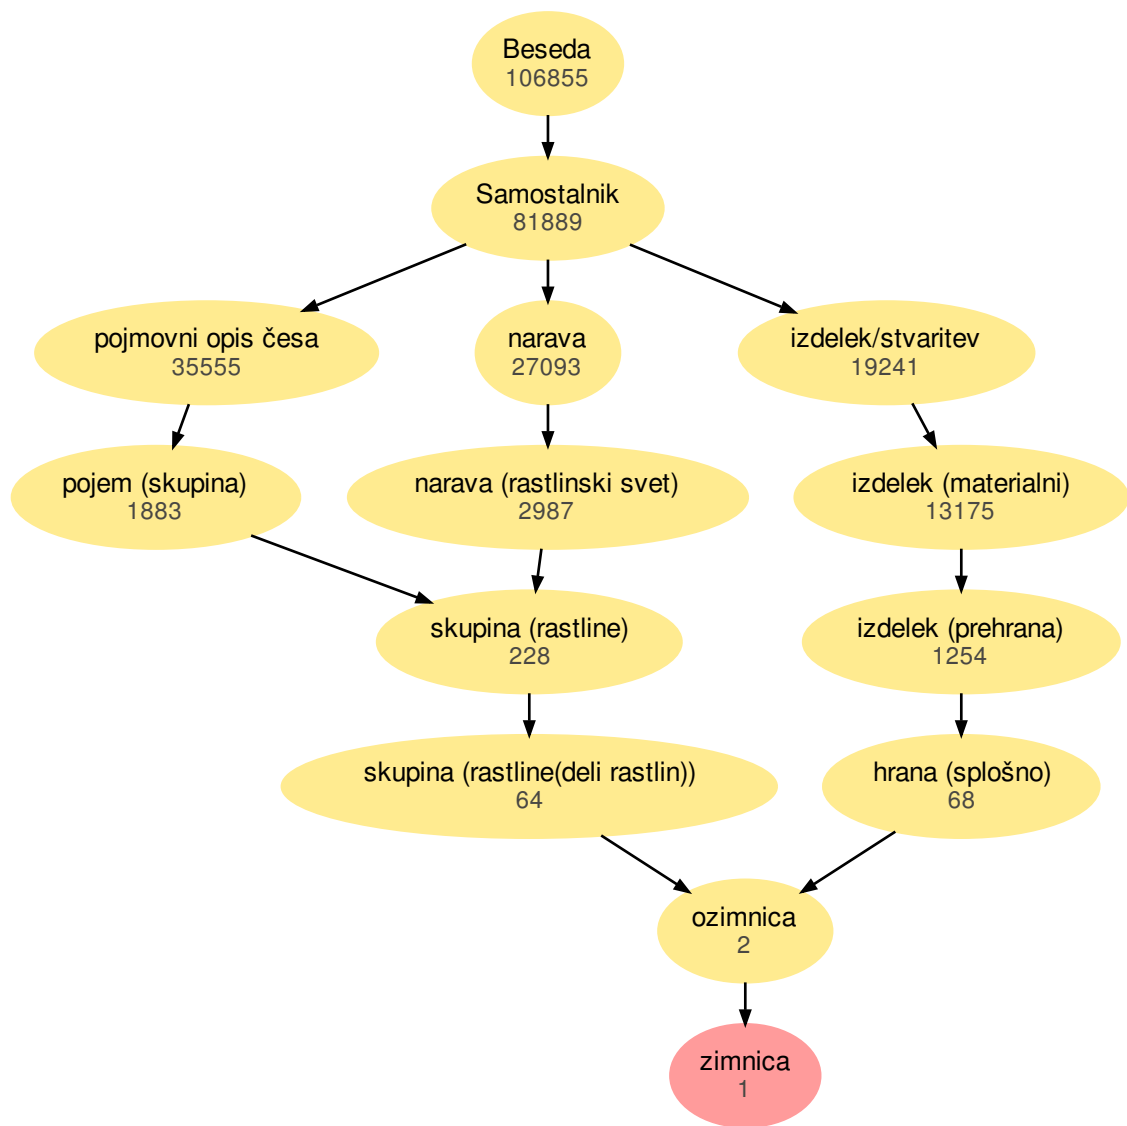 Beseda
106855
Samostalnik
81889
pojmovni opis česa
35555
narava
27093
izdelek/stvaritev
19241
pojem (skupina)
1883
narava (rastlinski svet)
2987
izdelek (materialni)
13175
skupina (rastline)
228
izdelek (prehrana)
1254
skupina (rastline(deli rastlin))
64
hrana (splošno)
68
ozimnica
2
zimnica
1